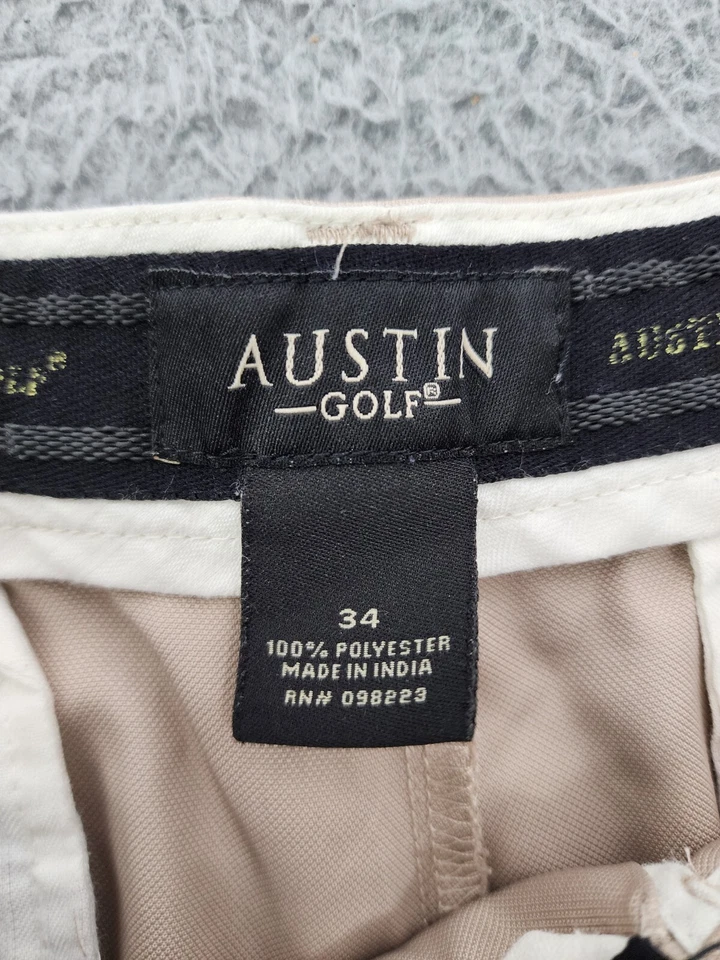 AUSTIN
GOLF®
34
100% POLYESTER
MADE IN INDIA
RN# 098223